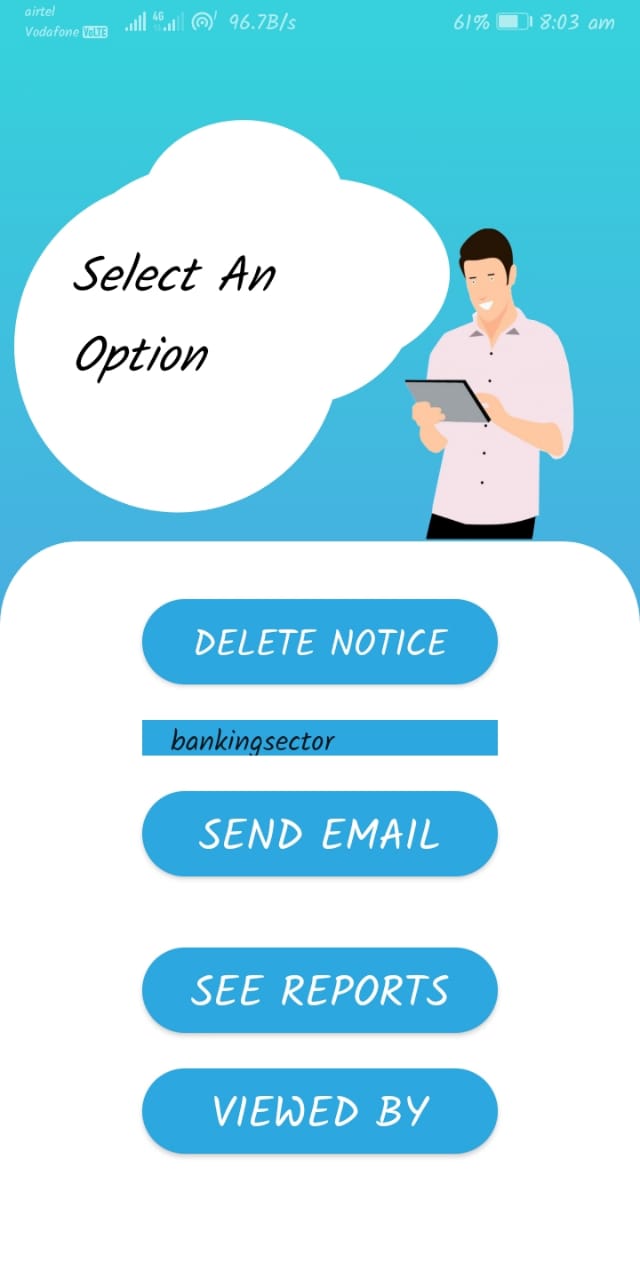 airtel
Vodafone VoLTE 4G 96.7B/s 61% 8:03 am
Select An
Option
DELETE NOTICE
bankingsector
SEND EMAIL
SEE REPORTS
VIEWED BY